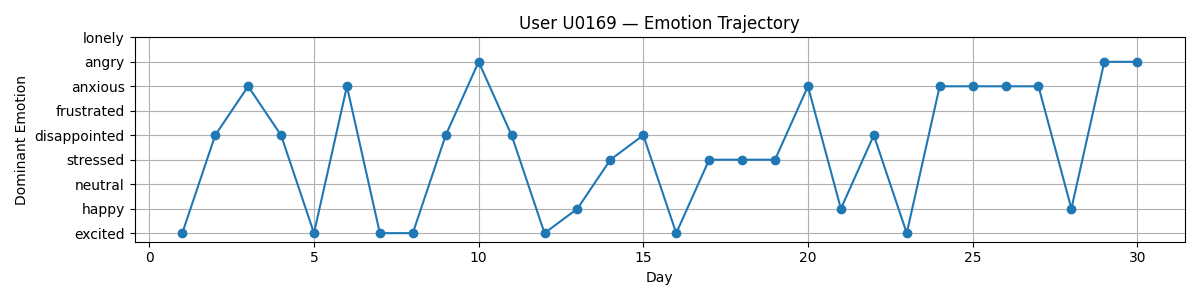 User U0169 — Emotion Trajectory
Dominant Emotion
lonely
angry
anxious
frustrated
disappointed
stressed
neutral
happy
excited
0 5 10 15 20 25 30
Day